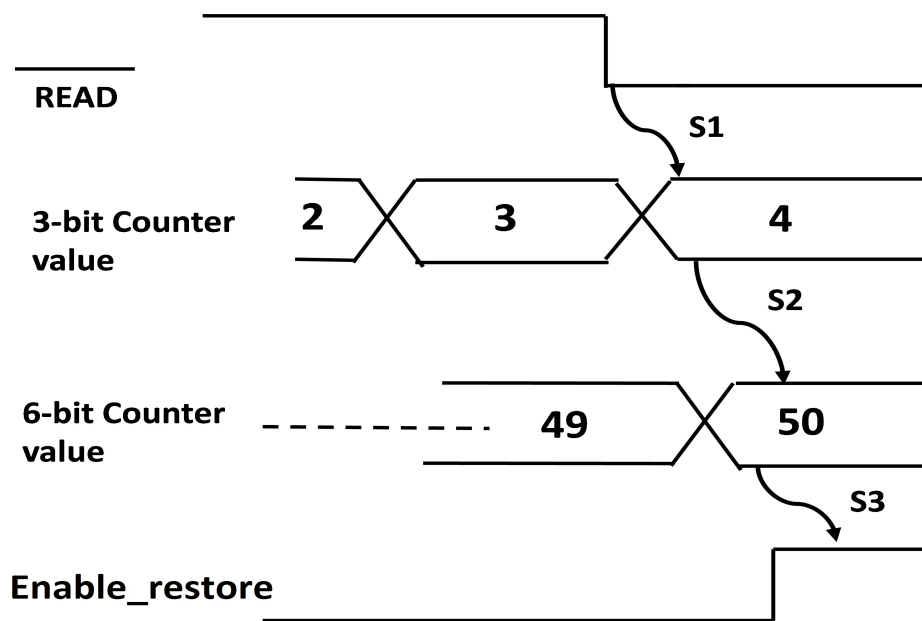 READ
S1
3-bit Counter
value
2
3
4
S2
6-bit Counter
value
49
50
S3
Enable_restore